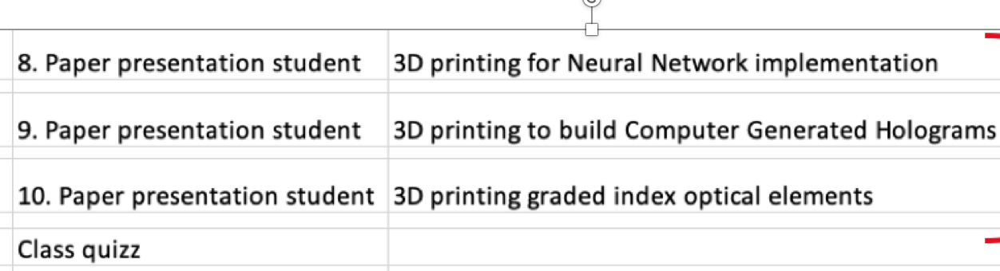 8. Paper presentation student 3D printing for Neural Network implementation
9. Paper presentation student 3D printing to build Computer Generated Holograms
10. Paper presentation student 3D printing graded index optical elements
Class quizz